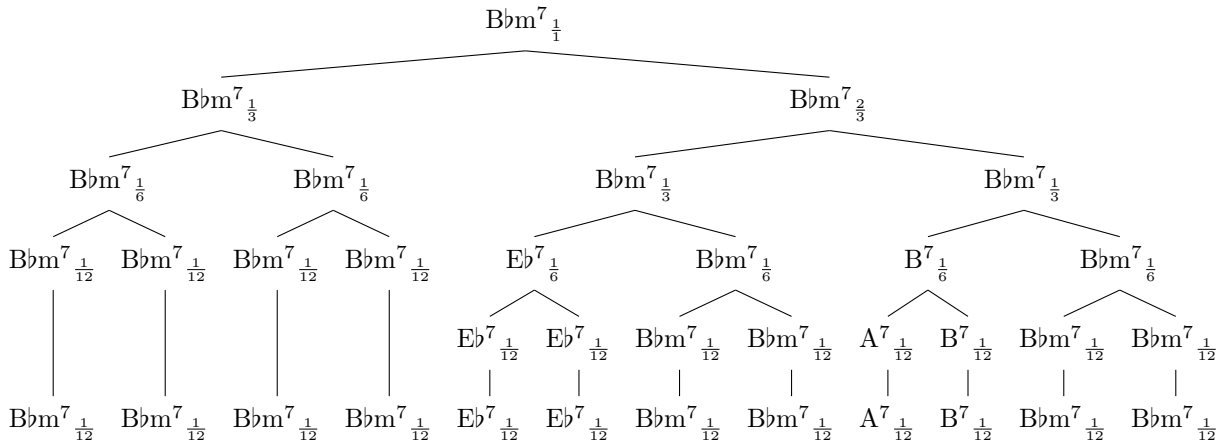 B♭m⁷ 1/1
B♭m⁷ 1/3 B♭m⁷ 2/3
B♭m⁷ 1/6 B♭m⁷ 1/6 B♭m⁷ 1/3 B♭m⁷ 1/3
B♭m⁷ 1/12 B♭m⁷ 1/12 B♭m⁷ 1/12 B♭m⁷ 1/12 E♭⁷ 1/6 B♭m⁷ 1/6 B⁷ 1/6 B♭m⁷ 1/6
E♭⁷ 1/12 E♭⁷ 1/12 B♭m⁷ 1/12 B♭m⁷ 1/12 A⁷ 1/12 B⁷ 1/12 B♭m⁷ 1/12 B♭m⁷ 1/12
B♭m⁷ 1/12 B♭m⁷ 1/12 B♭m⁷ 1/12 B♭m⁷ 1/12 E♭⁷ 1/12 E♭⁷ 1/12 B♭m⁷ 1/12 B♭m⁷ 1/12 A⁷ 1/12 B⁷ 1/12 B♭m⁷ 1/12 B♭m⁷ 1/12